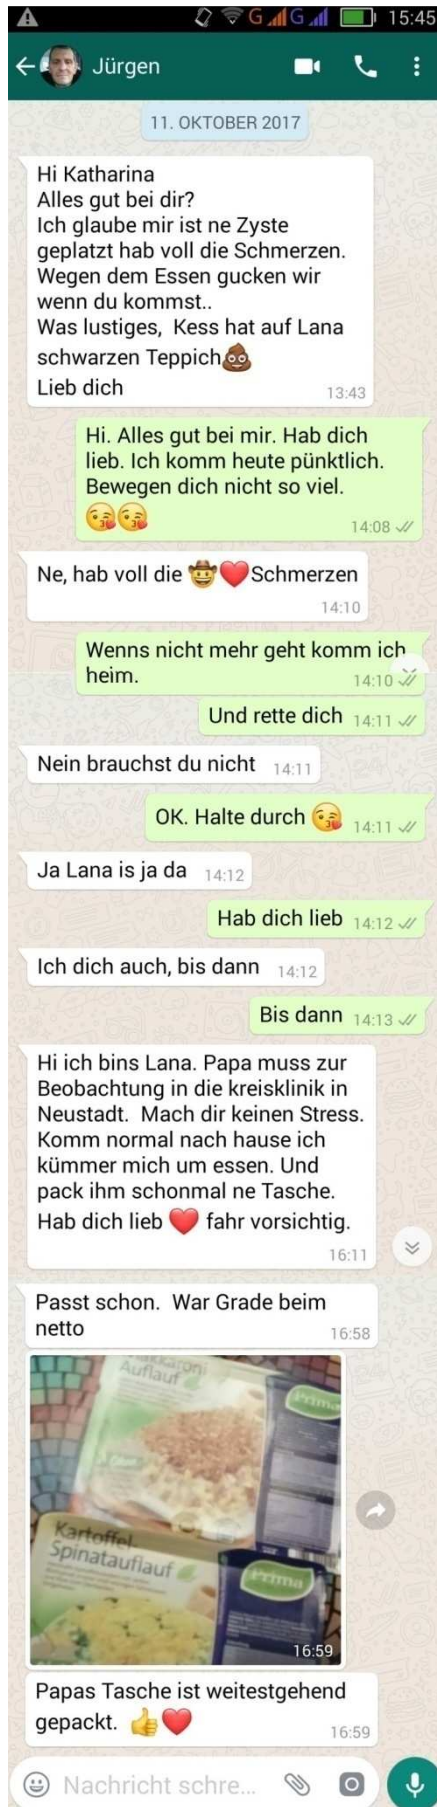 G G 15:45
Jürgen
11. OKTOBER 2017
Hi Katharina
Alles gut bei dir?
Ich glaube mir ist ne Zyste
geplatzt hab voll die Schmerzen.
Wegen dem Essen gucken wir
wenn du kommst..
Was lustiges, Kess hat auf Lana
schwarzen Teppich💩
Lieb dich
13:43
Hi. Alles gut bei mir. Hab dich
lieb. Ich komm heute pünktlich.
Bewegen dich nicht so viel.
😘😘
14:08
Ne, hab voll die 🤠❤️Schmerzen
14:10
Wenns nicht mehr geht komm ich
heim. 14:10
Und rette dich 14:11
Nein brauchst du nicht 14:11
OK. Halte durch 😘 14:11
Ja Lana is ja da 14:12
Hab dich lieb 14:12
Ich dich auch, bis dann 14:12
Bis dann 14:13
Hi ich bins Lana. Papa muss zur
Beobachtung in die kreisklinik in
Neustadt. Mach dir keinen Stress.
Komm normal nach hause ich
kümmer mich um essen. Und
pack ihm schonmal ne Tasche.
Hab dich lieb ❤️ fahr vorsichtig.
16:11
Passt schon. War Grade beim
netto 16:58
Auflauf
Prima
Kartoffel-
Spinatauflauf
Prima
16:59
Papas Tasche ist weitestgehend
gepackt. 👍❤️ 16:59
Nachricht schre...